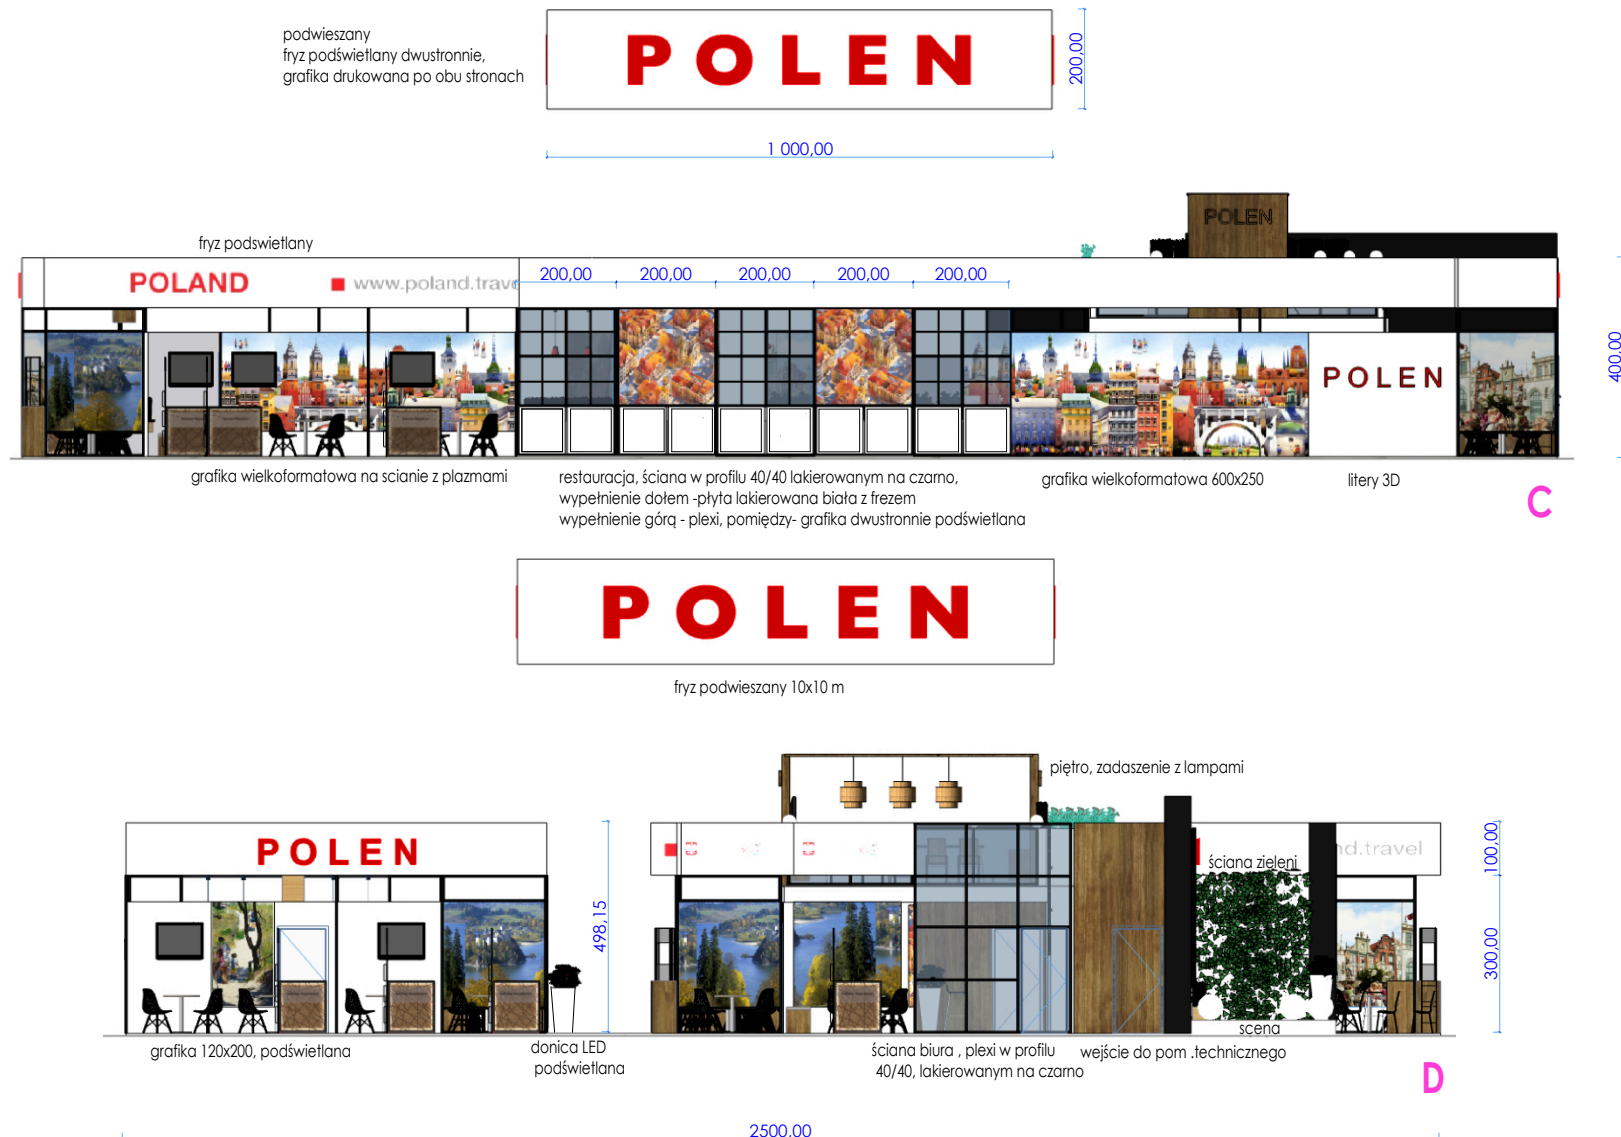 podwieszany
fryz podświetlany dwustronnie,
grafika drukowana po obu stronach
POLEN
200,00
1 000,00
POLEN
fryz podswietlany
POLAND
www.poland.trave
200,00 200,00 200,00 200,00 200,00
400,00
POLEN
grafika wielkoformatowa na scianie z plazmami
restauracja, ściana w profilu 40/40 lakierowanym na czarno,
wypełnienie dołem -płyta lakierowana biała z frezem
wypełnienie górą - plexi, pomiędzy- grafika dwustronnie podświetlana
grafika wielkoformatowa 600x250
litery 3D
C
POLEN
fryz podwieszany 10x10 m
piętro, zadaszenie z lampami
POLEN
498,15
nd.travel
ściana zieleni
100,00
300,00
scena
grafika 120x200, podświetlana
donica LED
podświetlana
ściana biura , plexi w profilu
40/40, lakierowanym na czarno
wejście do pom .technicznego
D
2500,00